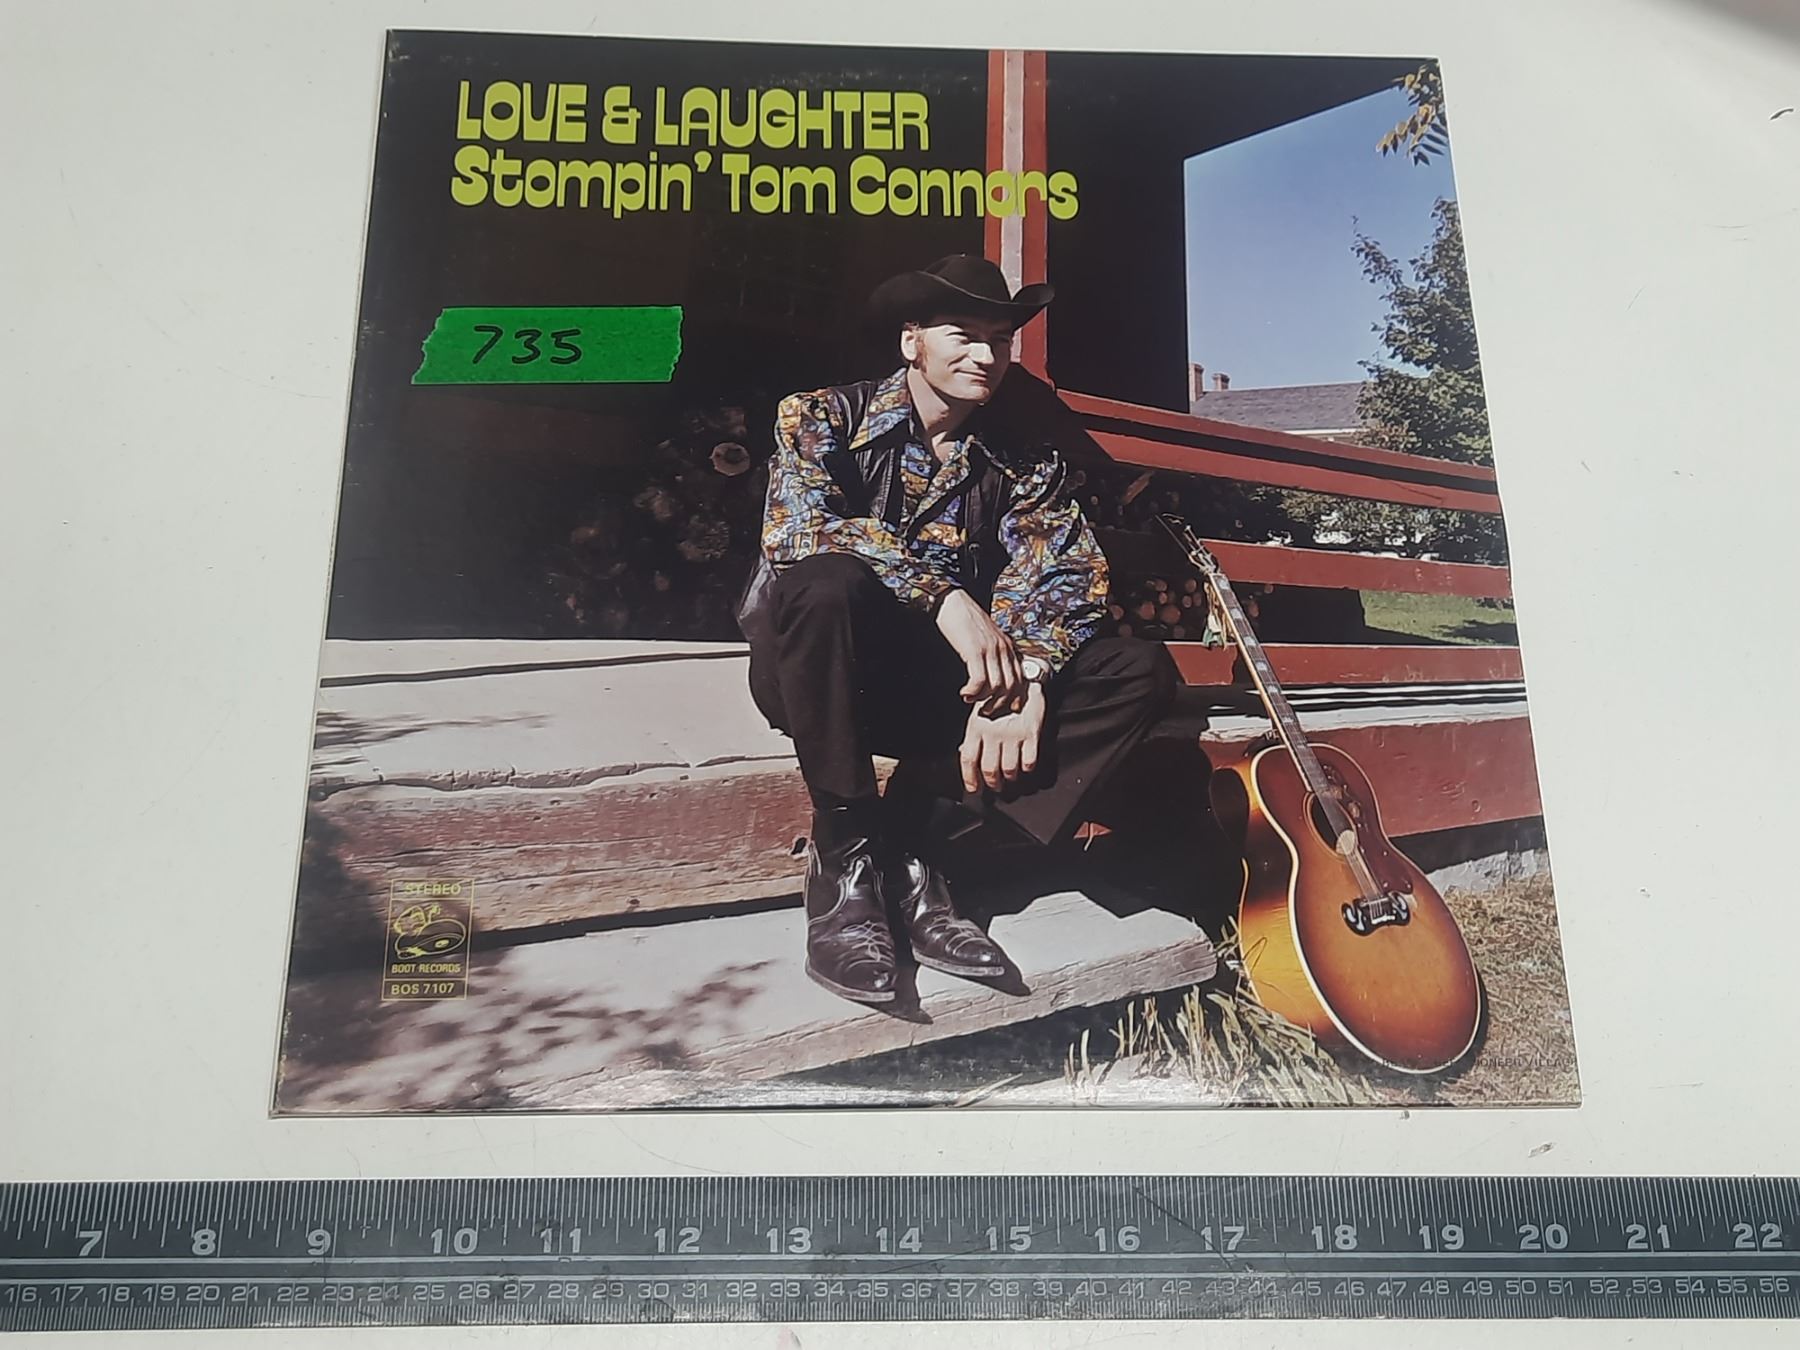 LOVE & LAUGHTER
Stompin' Tom Connors
735
STEREO
BOOT RECORDS
BOS 7107
7 8 9 10 11 12 13 14 15 16 17 18 19 20 21 22
16 17 18 19 20 21 22 23 24 25 26 27 28 29 30 31 32 33 34 35 36 37 38 39 40 41 42 43 44 45 46 47 48 49 50 51 52 53 54 55 56